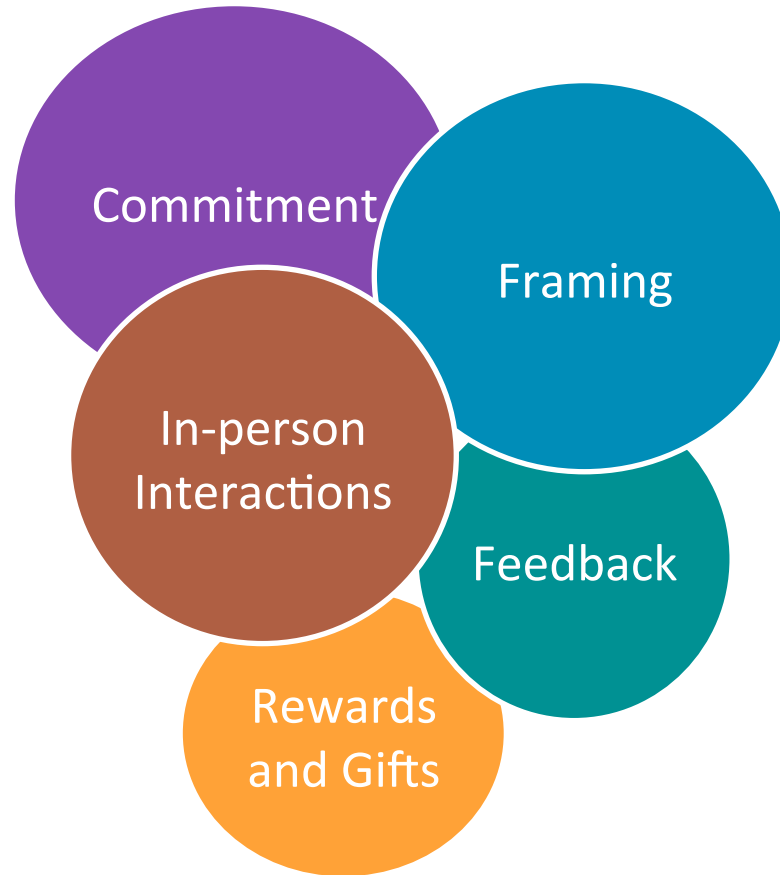 Commitment
Framing
In-person
Interactions
Feedback
Rewards
and Gifts